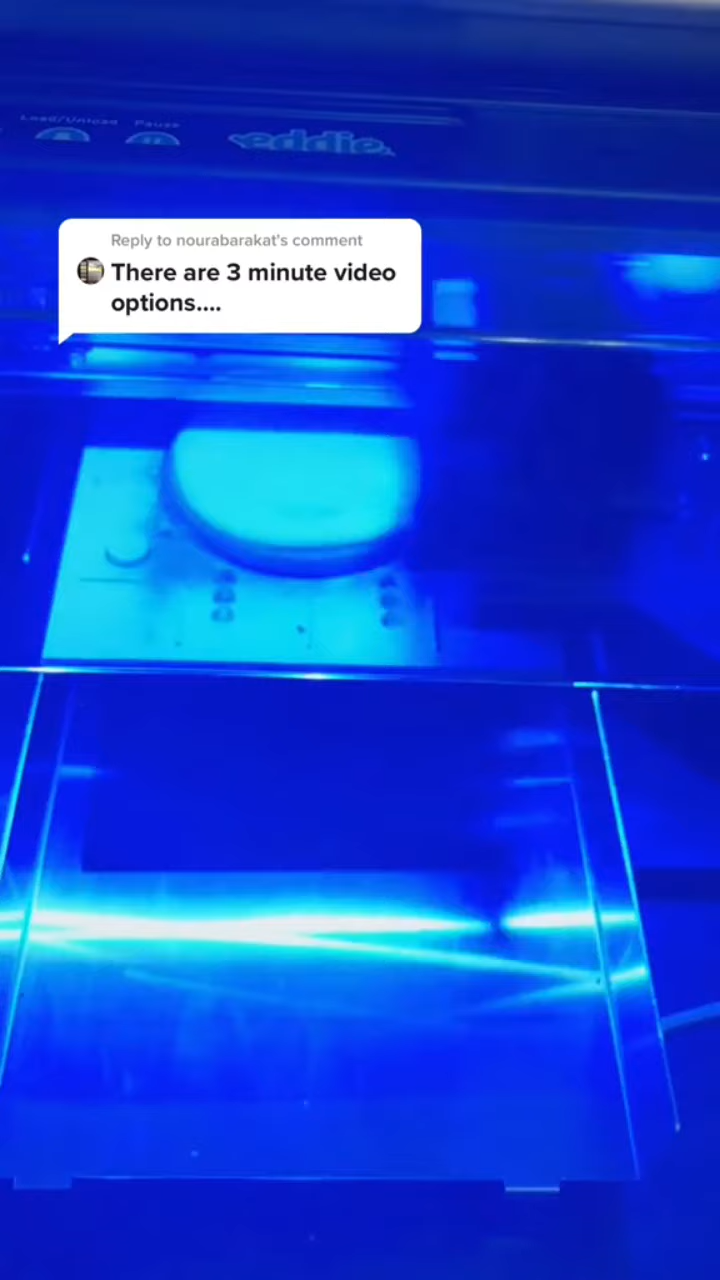 Load/Unload Pause
eddie
Reply to nourabarakat's comment
There are 3 minute video
options....